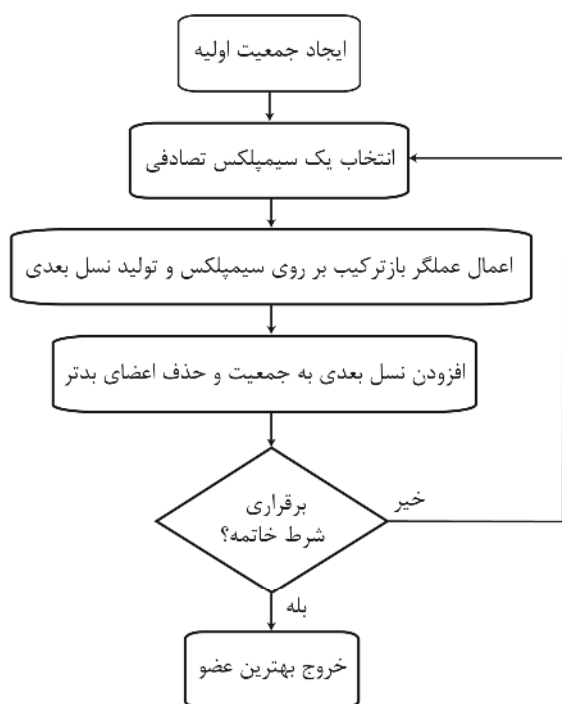 ایجاد جمعیت اولیه
انتخاب یک سیمپلکس تصادفی
اعمال عملگر بازترکیب بر روی سیمپلکس و تولید نسل بعدی
افزودن نسل بعدی به جمعیت و حذف اعضای بدتر
برقراری
شرط خاتمه؟
خیر
بله
خروج بهترین عضو